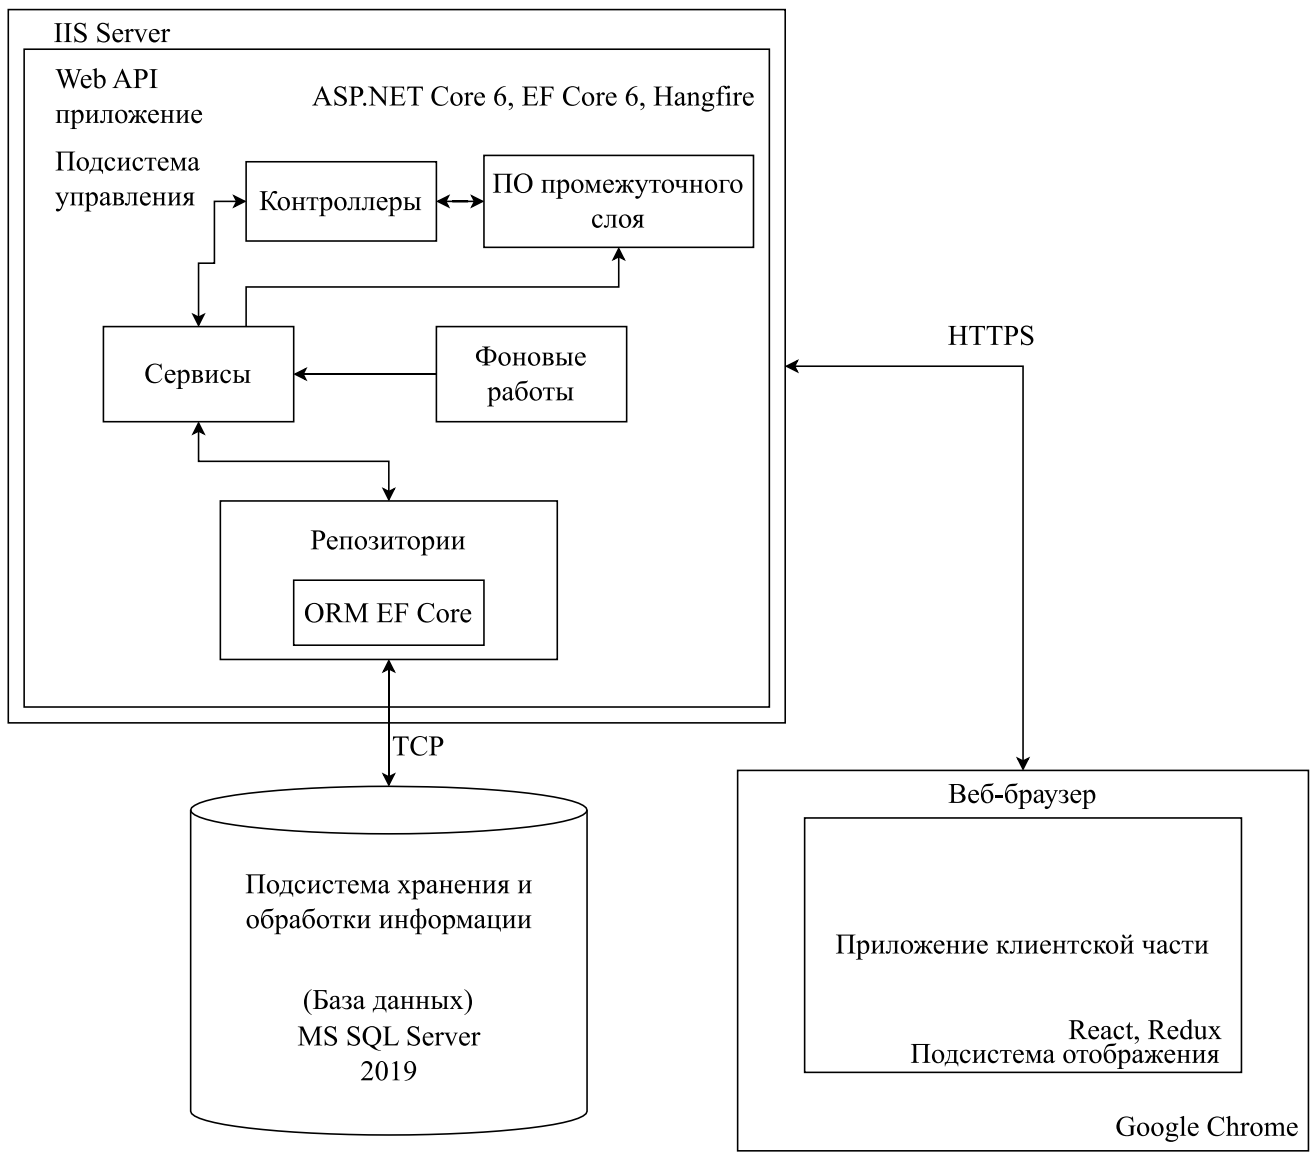 IIS Server
Web API
приложение
ASP.NET Core 6, EF Core 6, Hangfire
Подсистема
управления
Контроллеры
ПО промежуточного
слоя
Сервисы
Фоновые
работы
HTTPS
Репозитории
ORM EF Core
TCP
Подсистема хранения и
обработки информации
(База данных)
MS SQL Server
2019
Веб-браузер
Приложение клиентской части
React, Redux
Подсистема отображения
Google Chrome